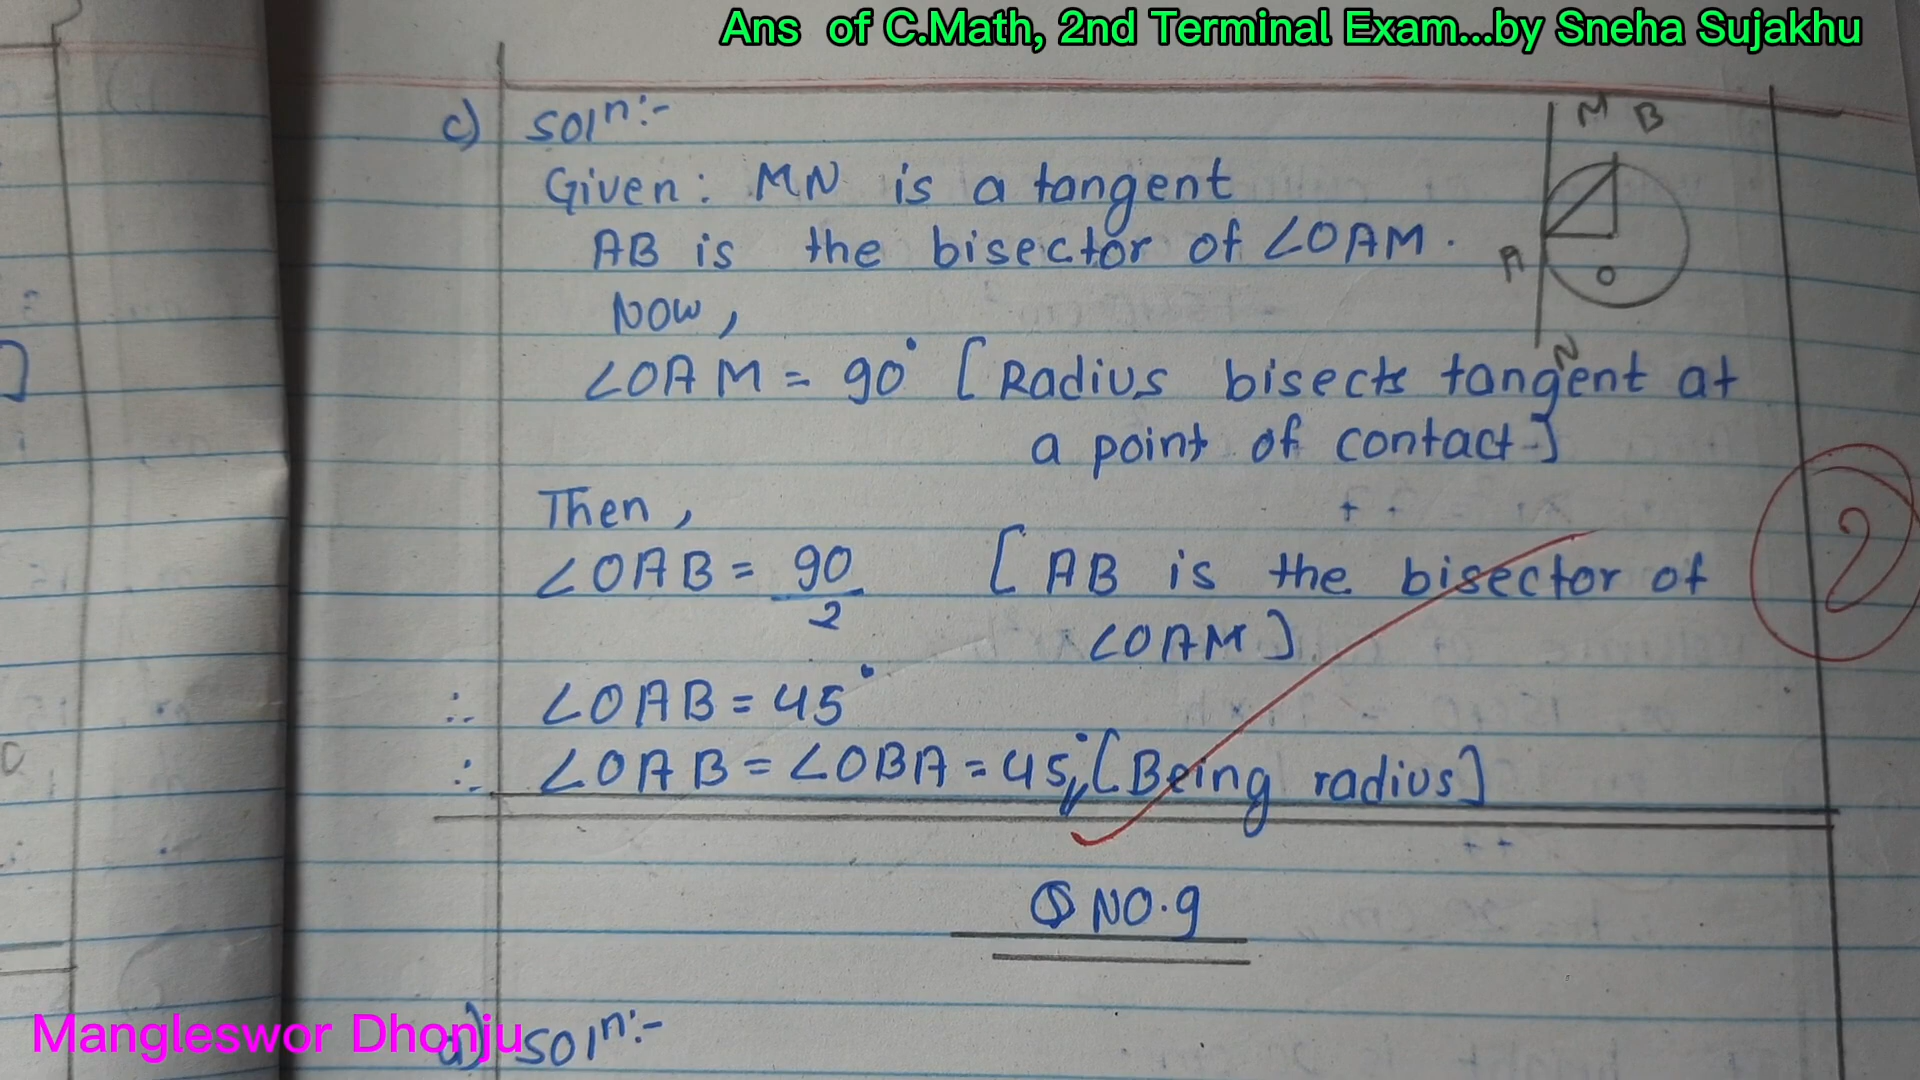 Ans of C.Math, 2nd Terminal Exam...by Sneha Sujakhu
c) Solⁿ:-
M B
Given: MN is a tangent
AB is the bisector of ∠OAM.
A
O
Now,
N
∠OAM = 90° [Radius bisects tangent at
a point of contact]
Then,
∠OAB = 90/2 [AB is the bisector of
∠OAM]
∴ ∠OAB = 45°
∴ ∠OAB = ∠OBA = 45° [Being radius]
2
Q NO.9
a) Solⁿ:-
Mangleswor Dhonju